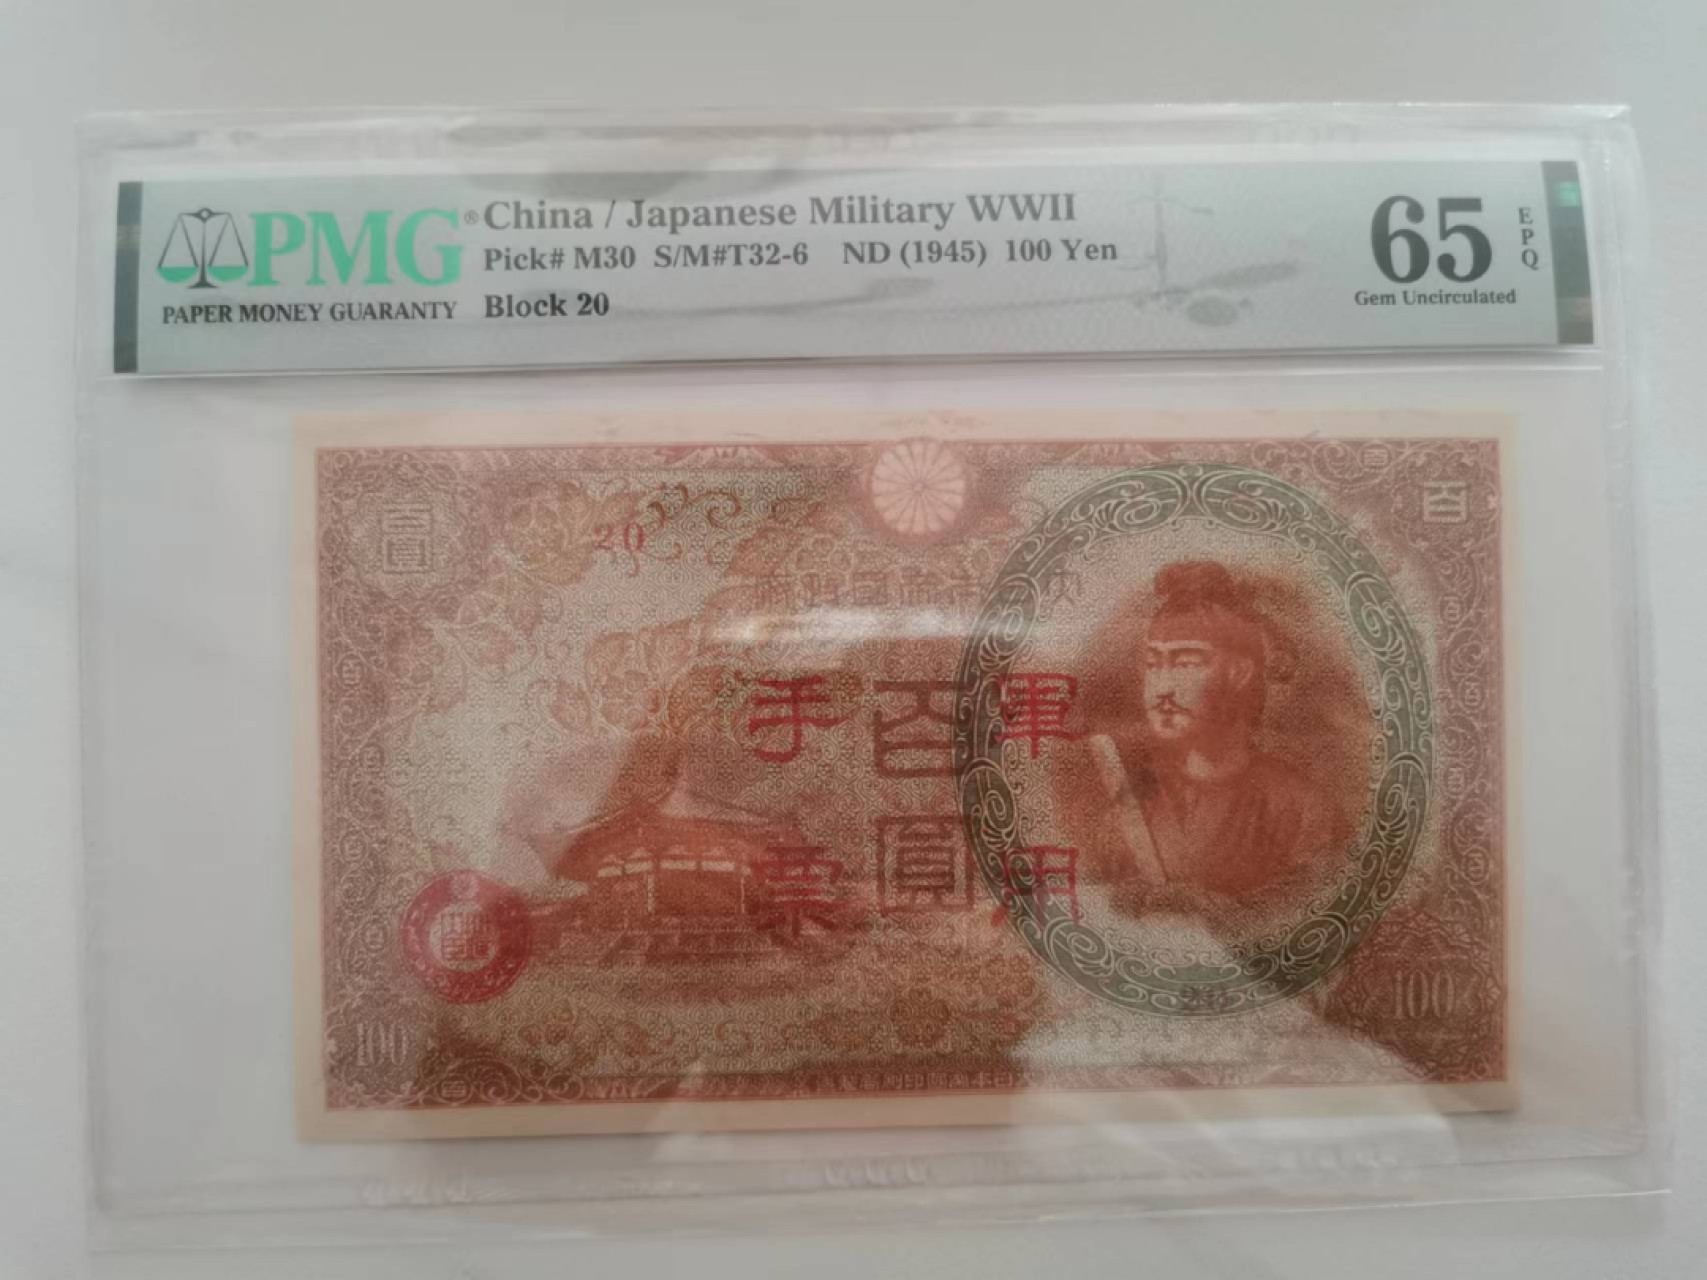 PMG®
PAPER MONEY GUARANTY
China / Japanese Military WWII
Pick# M30 S/M#T32-6 ND (1945) 100 Yen
Block 20
65 EPQ
Gem Uncirculated
百圓
百
20
手 百 軍
票 圓 用
100
100